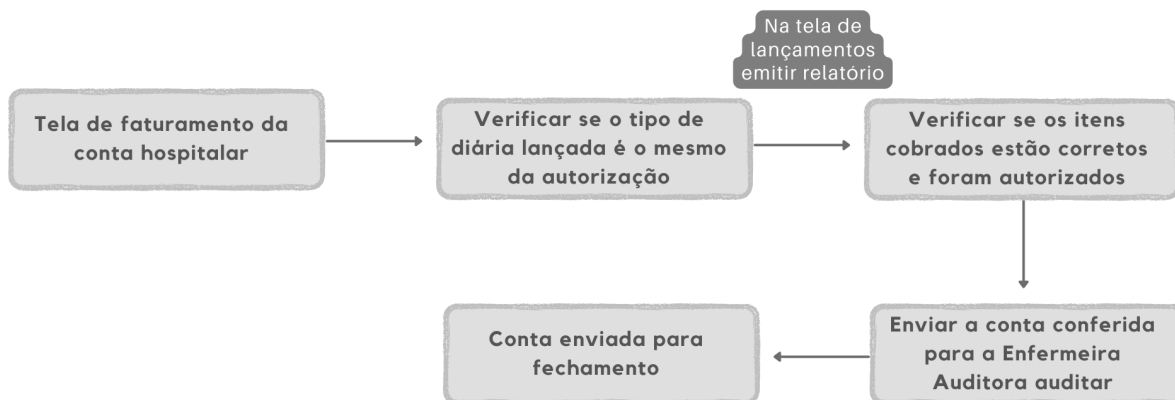 Tela de faturamento da
conta hospitalar
Verificar se o tipo de
diária lançada é o mesmo
da autorização
Na tela de
lançamentos
emitir relatório
Verificar se os itens
cobrados estão corretos
e foram autorizados
Enviar a conta conferida
para a Enfermeira
Auditora auditar
Conta enviada para
fechamento